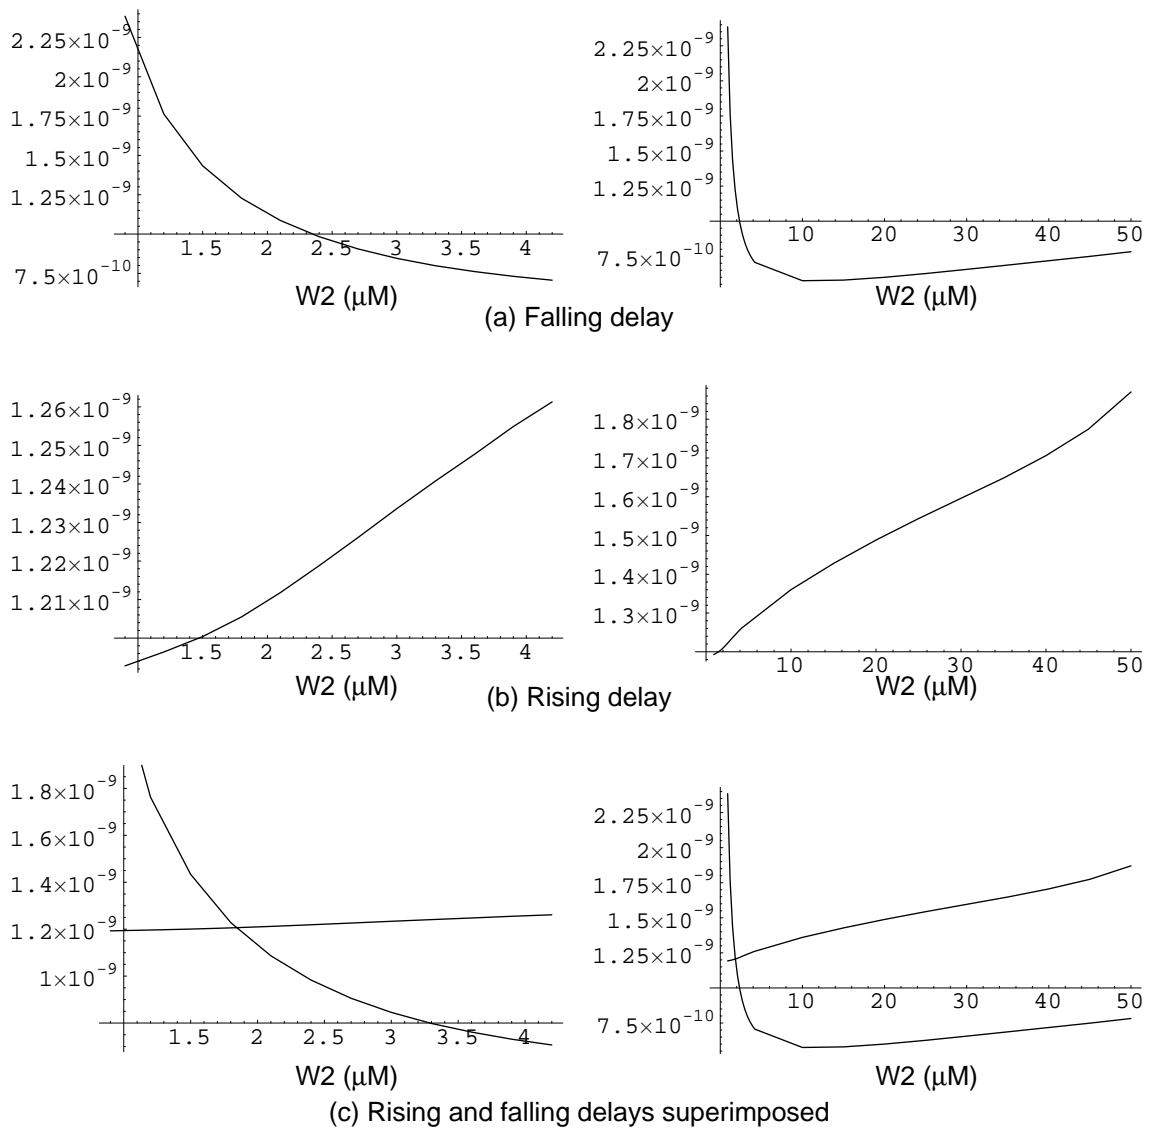 2.25×10⁻⁹
2×10⁻⁹
1.75×10⁻⁹
1.5×10⁻⁹
1.25×10⁻⁹
7.5×10⁻¹⁰
1.5 2 2.5 3 3.5 4
W2 (μM)
2.25×10⁻⁹
2×10⁻⁹
1.75×10⁻⁹
1.5×10⁻⁹
1.25×10⁻⁹
7.5×10⁻¹⁰
10 20 30 40 50
W2 (μM)
(a) Falling delay
1.26×10⁻⁹
1.25×10⁻⁹
1.24×10⁻⁹
1.23×10⁻⁹
1.22×10⁻⁹
1.21×10⁻⁹
1.5 2 2.5 3 3.5 4
W2 (μM)
1.8×10⁻⁹
1.7×10⁻⁹
1.6×10⁻⁹
1.5×10⁻⁹
1.4×10⁻⁹
1.3×10⁻⁹
10 20 30 40 50
W2 (μM)
(b) Rising delay
1.8×10⁻⁹
1.6×10⁻⁹
1.4×10⁻⁹
1.2×10⁻⁹
1×10⁻⁹
1.5 2 2.5 3 3.5 4
W2 (μM)
2.25×10⁻⁹
2×10⁻⁹
1.75×10⁻⁹
1.5×10⁻⁹
1.25×10⁻⁹
7.5×10⁻¹⁰
10 20 30 40 50
W2 (μM)
(c) Rising and falling delays superimposed